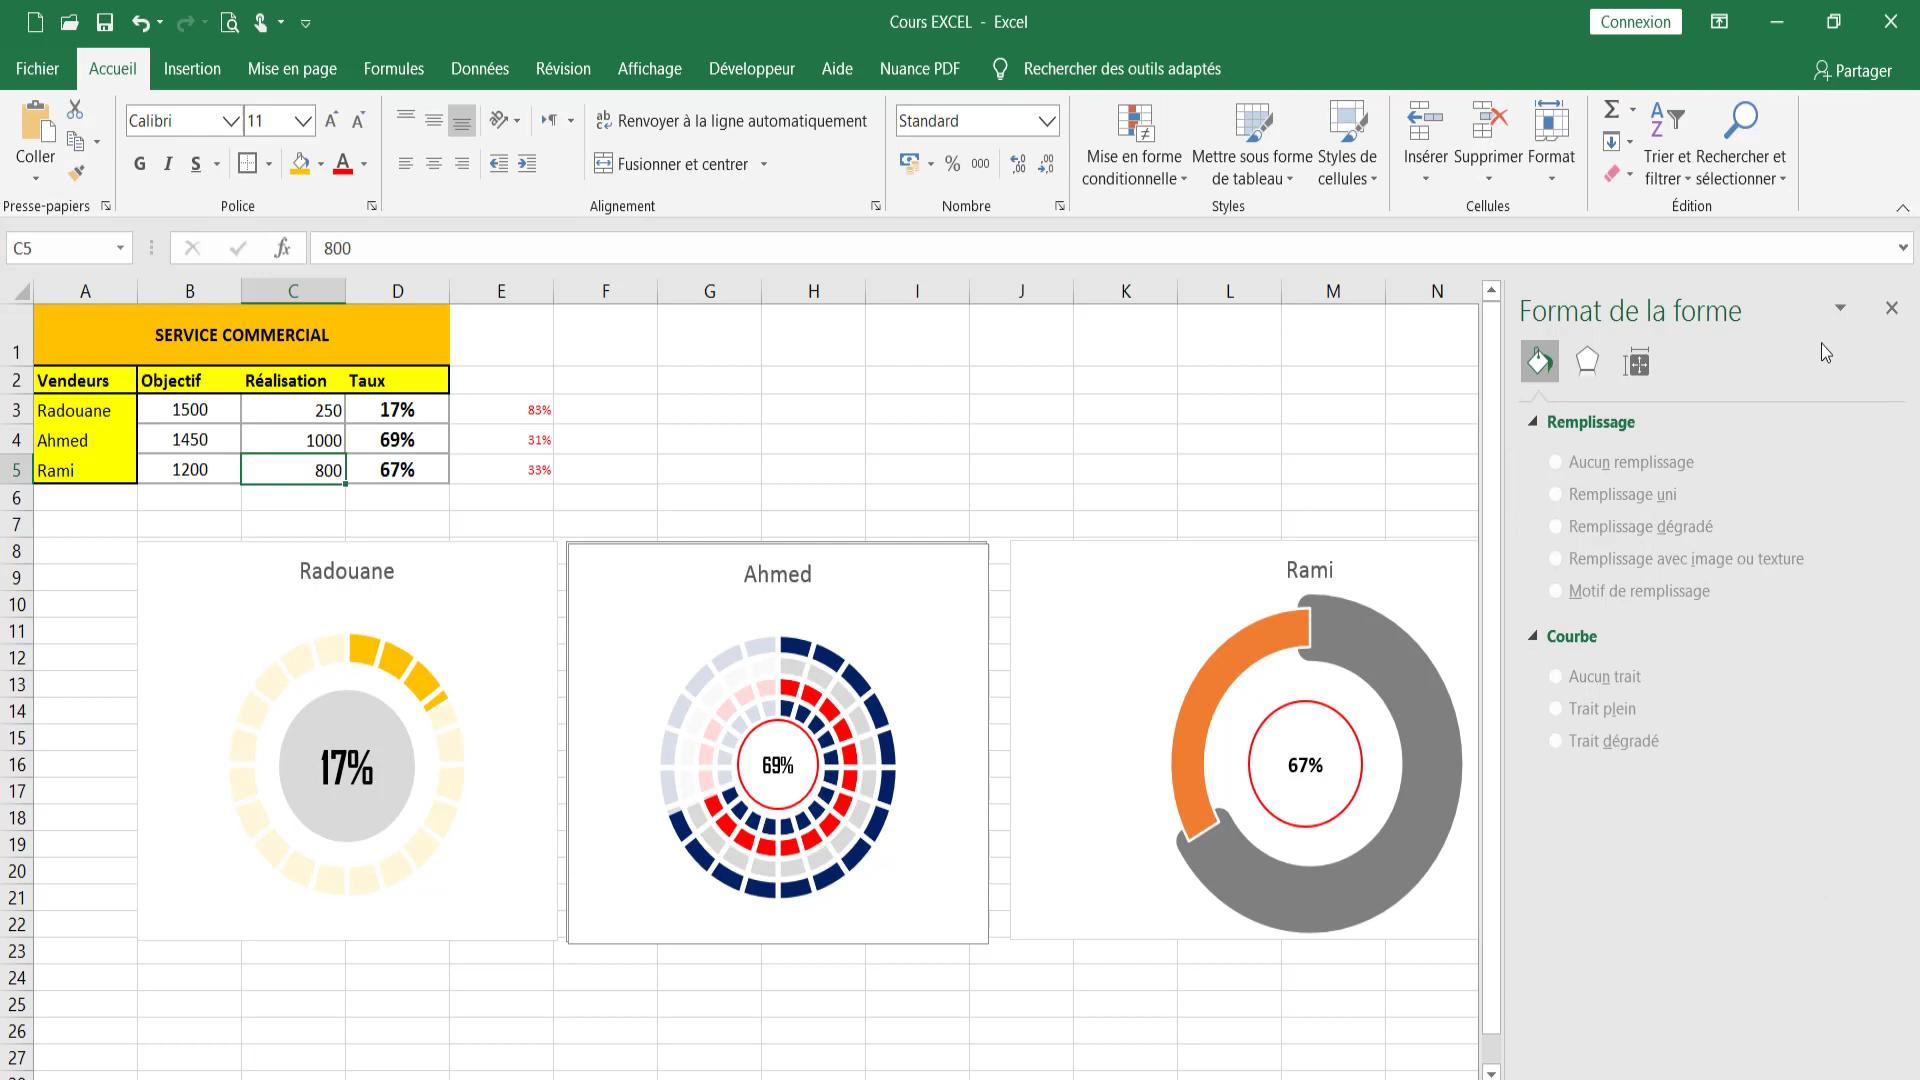 Cours EXCEL - Excel
Connexion
Fichier Accueil Insertion Mise en page Formules Données Révision Affichage Développeur Aide Nuance PDF Rechercher des outils adaptés Partager
Coller
Presse-papiers
Calibri 11
G I S A
Police
Renvoyer à la ligne automatiquement
Fusionner et centrer
Alignement
Standard
% 000
Nombre
Mise en forme conditionnelle
Mettre sous forme de tableau
Styles de cellules
Styles
Insérer Supprimer Format
Cellules
Trier et filtrer
Rechercher et sélectionner
Édition
C5 fx 800
A B C D E F G H I J K L M N
1 SERVICE COMMERCIAL
2 Vendeurs Objectif Réalisation Taux
3 Radouane 1500 250 17% 83%
4 Ahmed 1450 1000 69% 31%
5 Rami 1200 800 67% 33%
6
7
8
9
10
11
12
13
14
15
16
17
18
19
20
21
22
23
24
25
26
27
Radouane
17%
Ahmed
69%
Rami
67%
Format de la forme
Remplissage
Aucun remplissage
Remplissage uni
Remplissage dégradé
Remplissage avec image ou texture
Motif de remplissage
Courbe
Aucun trait
Trait plein
Trait dégradé